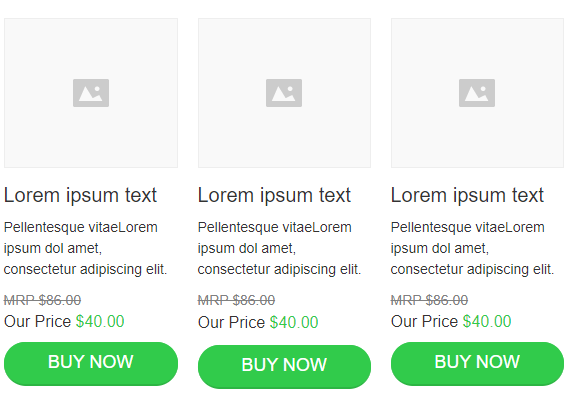 Lorem ipsum text
Pellentesque vitaeLorem
ipsum dol amet,
consectetur adipiscing elit.
MRP $86.00
Our Price $40.00
BUY NOW
Lorem ipsum text
Pellentesque vitaeLorem
ipsum dol amet,
consectetur adipiscing elit.
MRP $86.00
Our Price $40.00
BUY NOW
Lorem ipsum text
Pellentesque vitaeLorem
ipsum dol amet,
consectetur adipiscing elit.
MRP $86.00
Our Price $40.00
BUY NOW